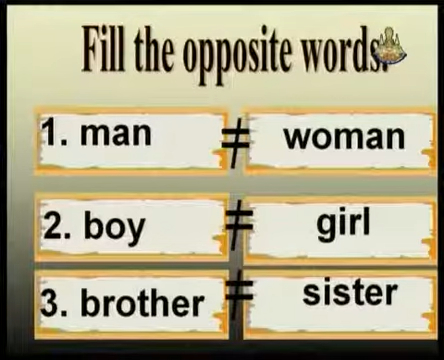 Fill the opposite words.
1. man ≠ woman
2. boy ≠ girl
3. brother ≠ sister